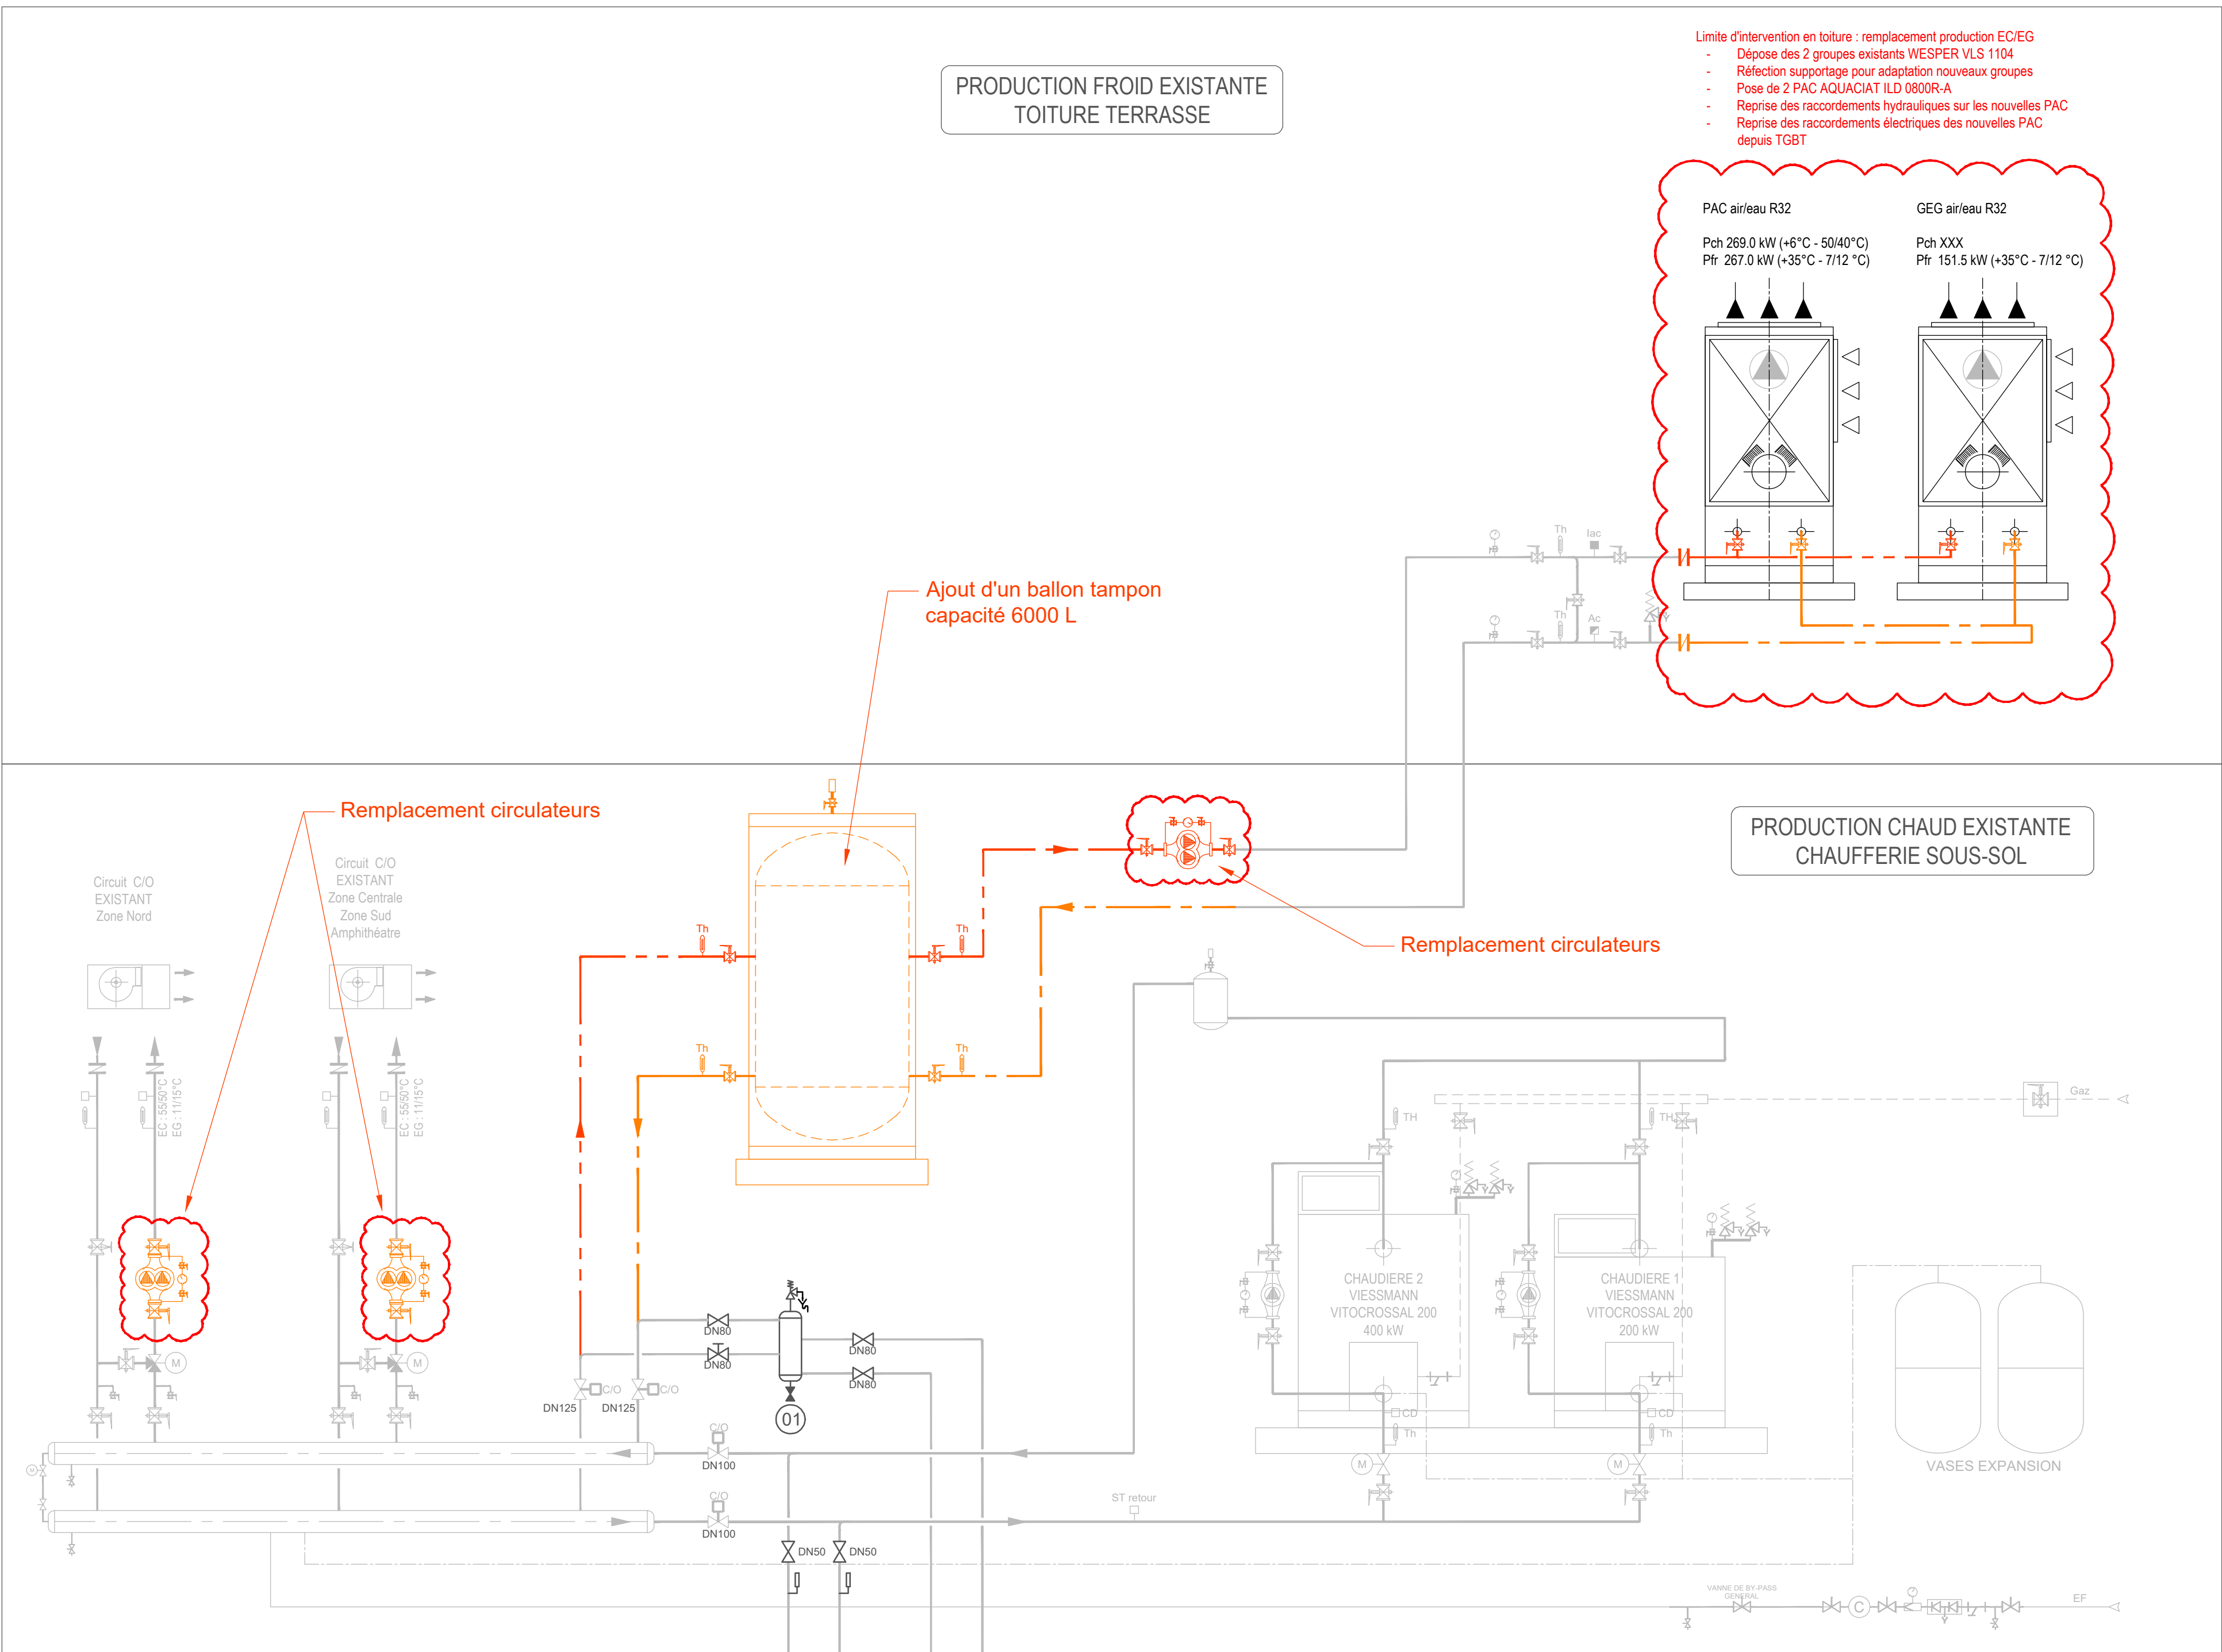 Limite d'intervention en toiture : remplacement production EC/EG
- Dépose des 2 groupes existants WESPER VLS 1104
- Réfection supportage pour adaptation nouveaux groupes
- Pose de 2 PAC AQUACIAT ILD 0800R-A
- Reprise des raccordements hydrauliques sur les nouvelles PAC
- Reprise des raccordements électriques des nouvelles PAC
depuis TGBT
PRODUCTION FROID EXISTANTE
TOITURE TERRASSE
PAC air/eau R32
Pch 269.0 kW (+6°C - 50/40°C)
Pfr 267.0 kW (+35°C - 7/12 °C)
GEG air/eau R32
Pch XXX
Pfr 151.5 kW (+35°C - 7/12 °C)
Th
Iac
Th
Ac
Ajout d'un ballon tampon
capacité 6000 L
Remplacement circulateurs
PRODUCTION CHAUD EXISTANTE
CHAUFFERIE SOUS-SOL
Circuit C/O
EXISTANT
Zone Nord
Circuit C/O
EXISTANT
Zone Centrale
Zone Sud
Amphithéatre
Th
Th
Remplacement circulateurs
Th
Th
EC : 55/50°C
EG : 11/15°C
EC : 55/50°C
EG : 11/15°C
Gaz
TH
TH
CHAUDIERE 2
VIESSMANN
VITOCROSSAL 200
400 kW
CHAUDIERE 1
VIESSMANN
VITOCROSSAL 200
200 kW
DN80
DN80
DN80
DN80
M
M
C/O
C/O
DN125
DN125
01
CD
Th
CD
Th
C/O
DN100
M
M
M
VASES EXPANSION
C/O
DN100
ST retour
DN50
DN50
VANNE DE BY-PASS
GENERAL
C
EF